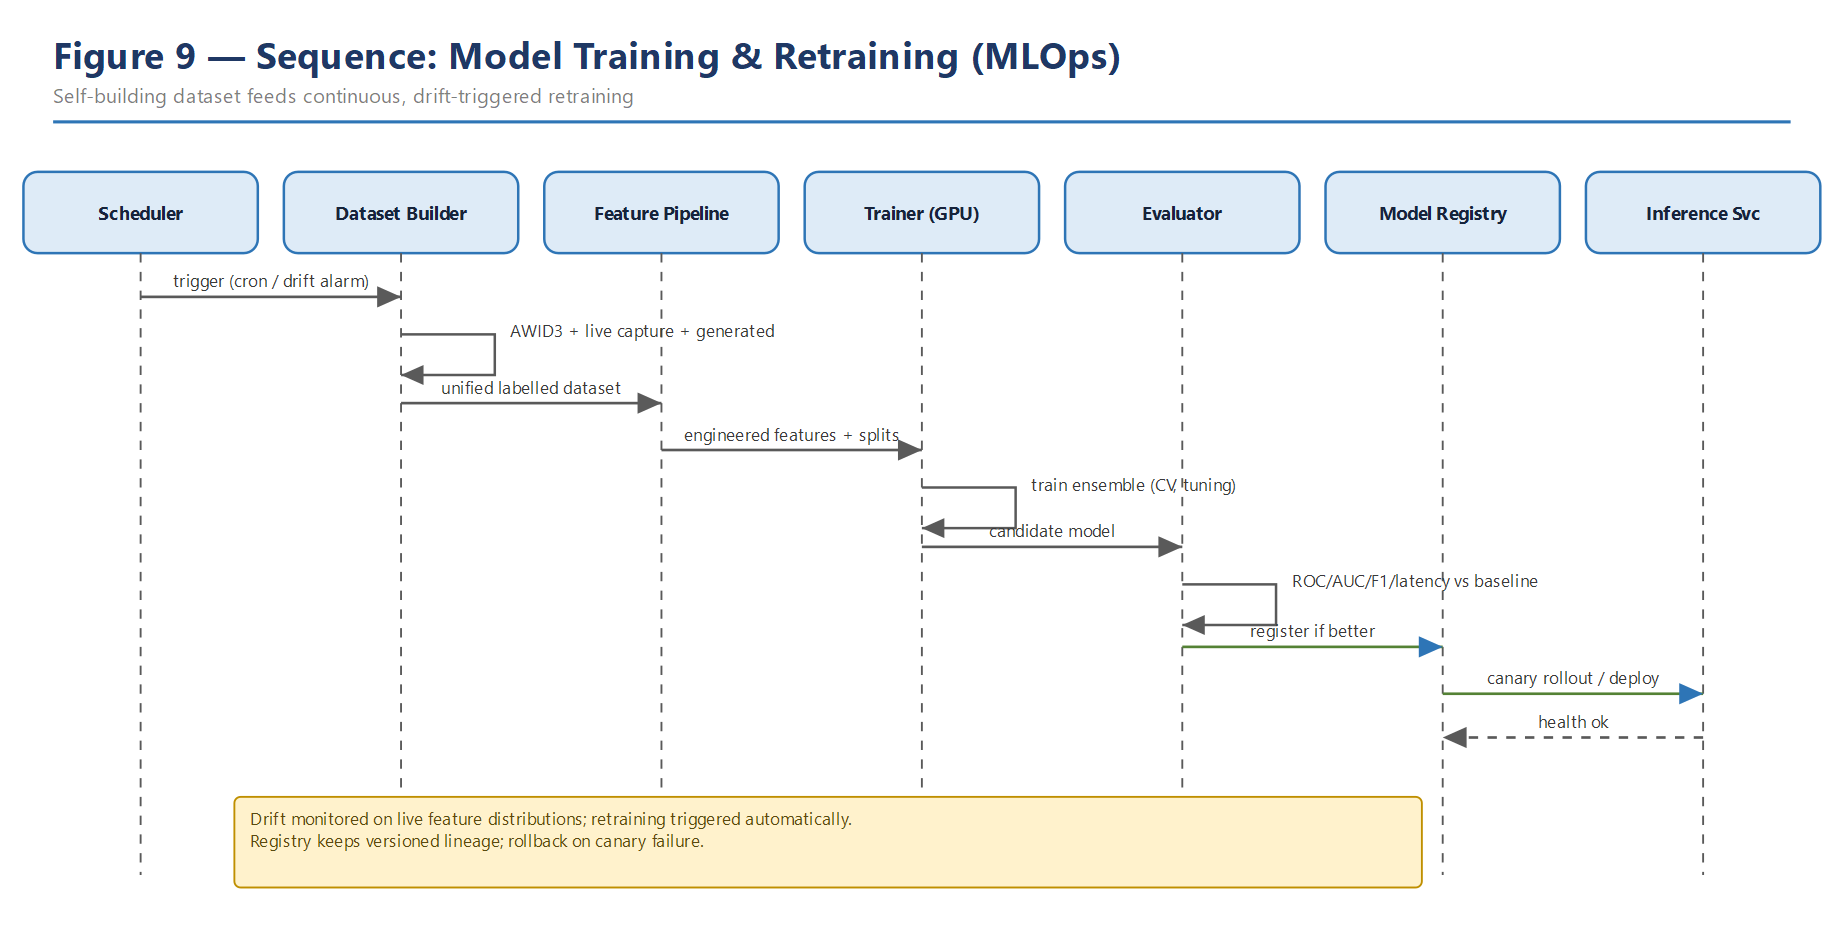 Figure 9 — Sequence: Model Training & Retraining (MLOps)
Self-building dataset feeds continuous, drift-triggered retraining
Scheduler
Dataset Builder
Feature Pipeline
Trainer (GPU)
Evaluator
Model Registry
Inference Svc
trigger (cron / drift alarm)
AWID3 + live capture + generated
unified labelled dataset
engineered features + splits
train ensemble (CV, tuning)
candidate model
ROC/AUC/F1/latency vs baseline
register if better
canary rollout / deploy
health ok
Drift monitored on live feature distributions; retraining triggered automatically.
Registry keeps versioned lineage; rollback on canary failure.